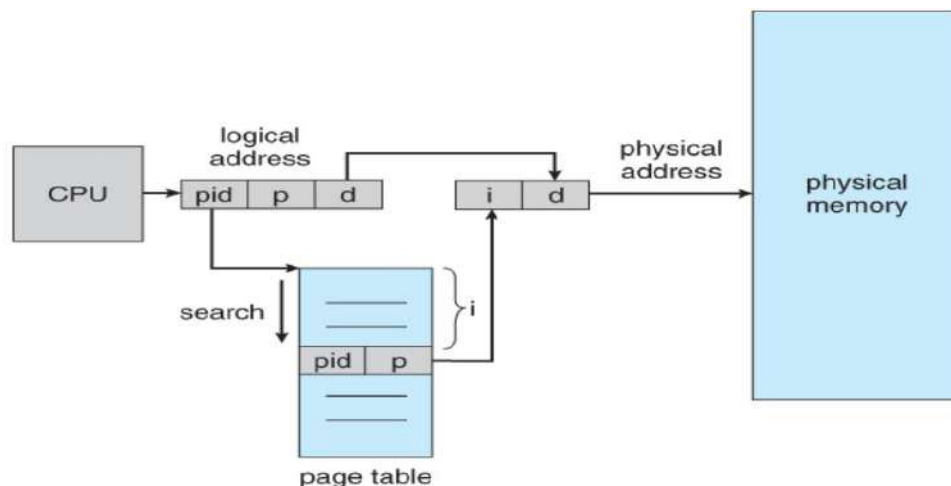 logical
address
physical
address
CPU
pid p d
i d
physical
memory
search
i
pid p
page table